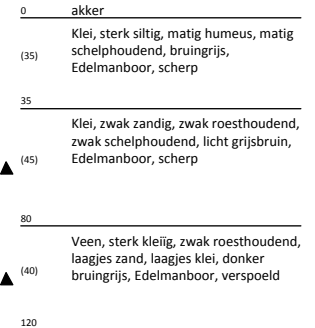 0 akker
Klei, sterk siltig, matig humeus, matig
(35) schelphoudend, bruingrijs,
Edelmanboor, scherp
35
Klei, zwak zandig, zwak roesthoudend,
zwak schelphoudend, licht grijsbruin,
(45) Edelmanboor, scherp
80
Veen, sterk kleiïg, zwak roesthoudend,
laagjes zand, laagjes klei, donker
(40) bruingrijs, Edelmanboor, verspoeld
120